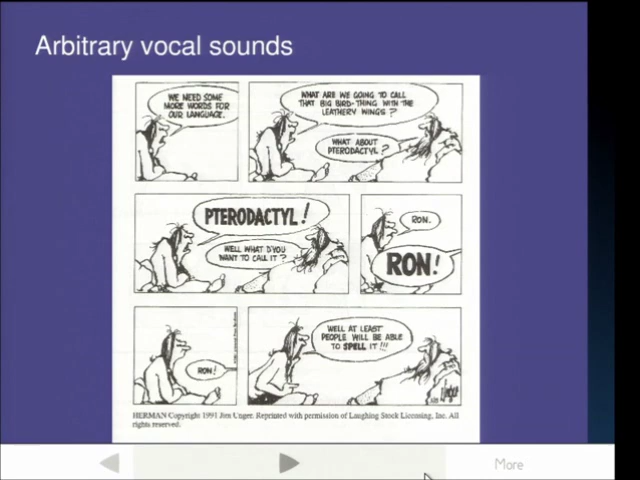 Arbitrary vocal sounds
WE NEED SOME
MORE WORDS FOR
OUR LANGUAGE.
WHAT ARE WE GOING TO CALL
THAT BIG BIRD-THING WITH THE
LEATHERY WINGS?
WHAT ABOUT
PTERODACTYL?
PTERODACTYL!
WELL WHAT D'YOU
WANT TO CALL IT?
RON.
RON!
RON!
WELL AT LEAST
PEOPLE WILL BE ABLE
TO SPELL IT!!!
HERMAN Copyright 1991 Jim Unger. Reprinted with permission of Laughing Stock Licensing, Inc. All
rights reserved.
More